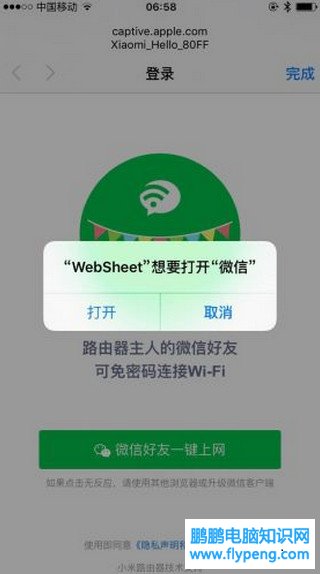 中国移动 06:58
captive.apple.com
Xiaomi_Hello_80FF
登录 完成
“WebSheet”想要打开“微信”
打开 取消
路由器主人的微信好友
可免密码连接Wi-Fi
微信好友一键上网
如果点击无反应，请使用其他浏览器或升级微信客户端
使用即同意《隐私声明和
小米路由器技术支持
鹏鹏电脑知识网
www.flypeng.com